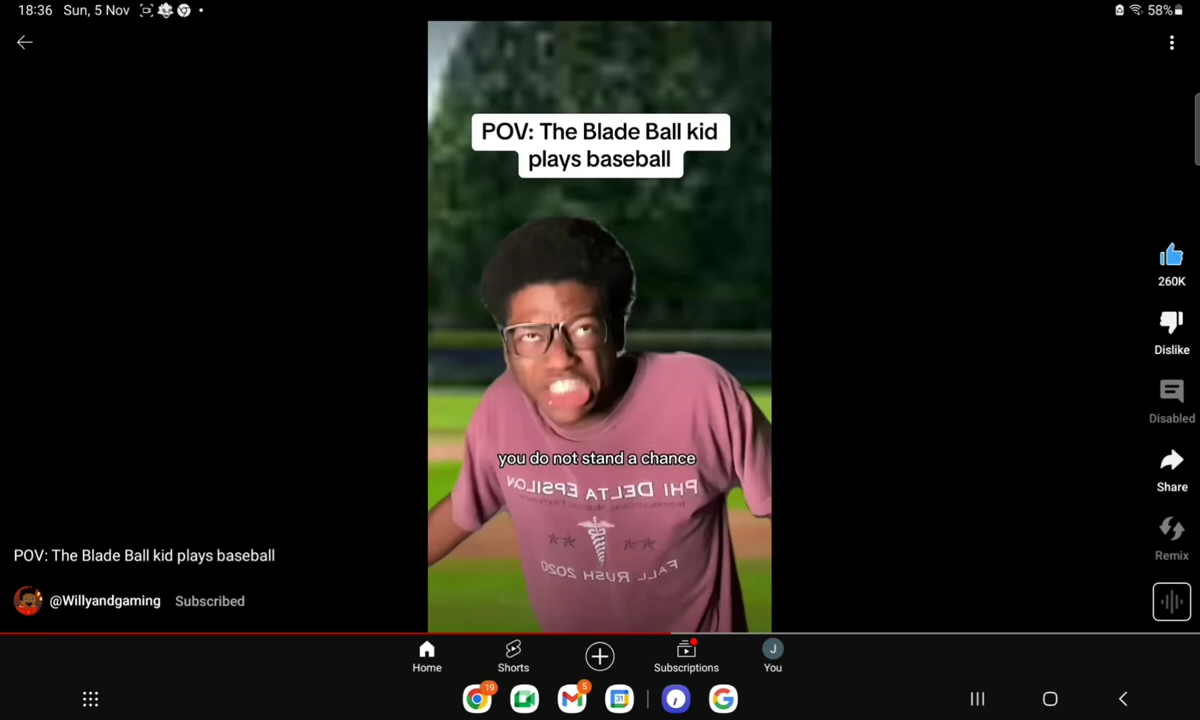 18:36 Sun, 5 Nov
58%
POV: The Blade Ball kid
plays baseball
you do not stand a chance
PHI DELTA EPSILON
FALL RUSH 2020
260K
Dislike
Disabled
Share
Remix
POV: The Blade Ball kid plays baseball
@Willyandgaming Subscribed
Home
Shorts
Subscriptions
J
You
19
5
31